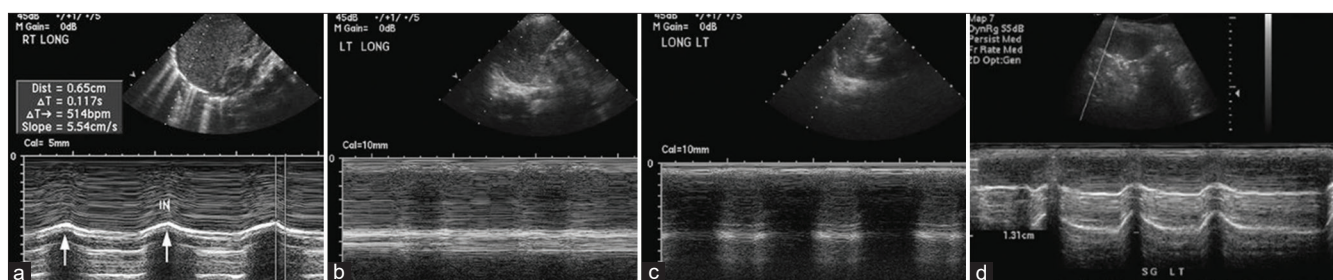 45dB •/+1/ •/5
M Gain= 0dB
RT LONG
Dist = 0.65cm
ΔT = 0.117s
ΔT→ = 514bpm
Slope = 5.54cm/s
Cal= 5mm
0
IN
a
45dB •/+1/ •/5
M Gain= 0dB
LT LONG
Cal=10mm
0
b
45dB •/+1/ •/5
M Gain= 0dB
LONG LT
Cal=10mm
0
c
Map 7
DynRg 55dB
Persist Med
Fr Rate Med
2D Opt:Gen
1.31cm
SG LT
d